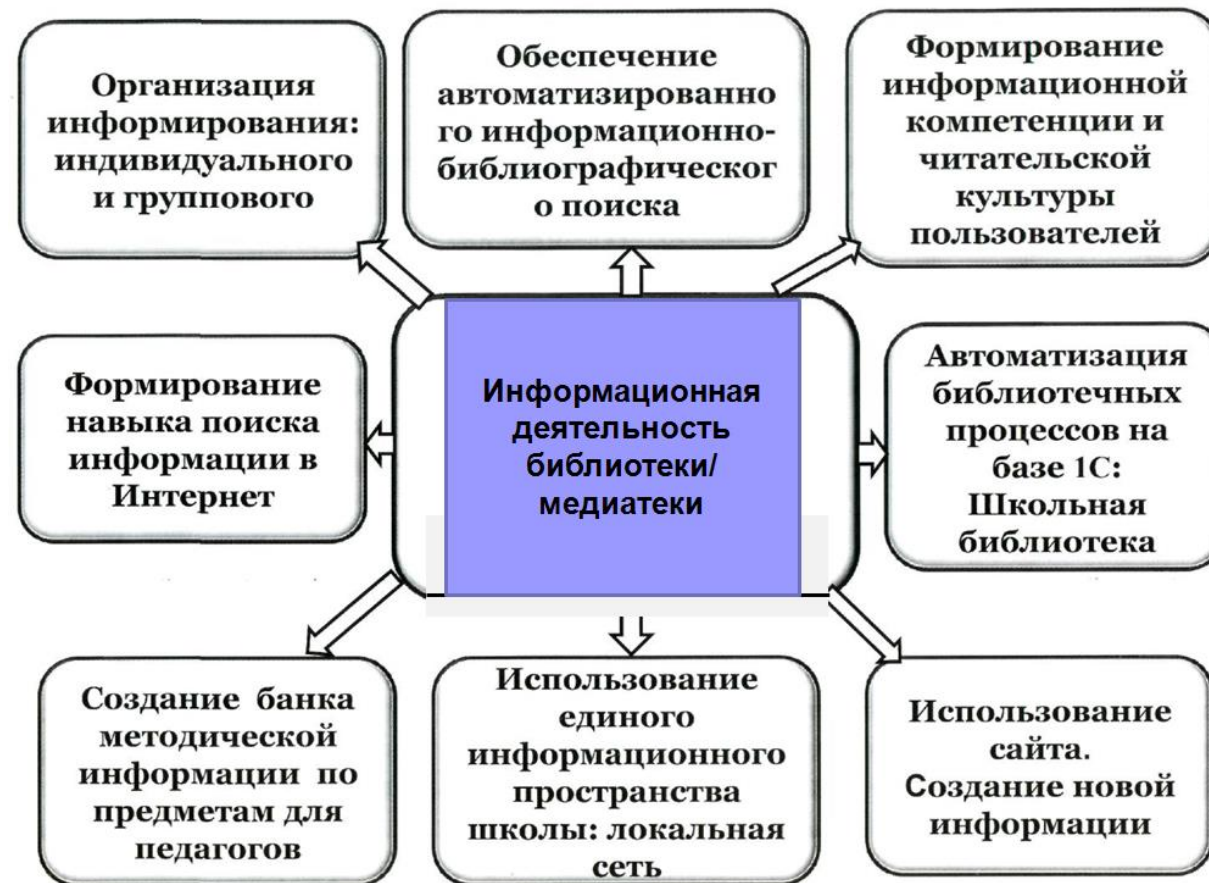 Организация
информирования:
индивидуального
и группового
Обеспечение
автоматизированно
го информационно-
библиографическог
о поиска
Формирование
информационной
компетенции и
читательской
культуры
пользователей
Формирование
навыка поиска
информации в
Интернет
Информационная
деятельность
библиотеки/
медиатеки
Автоматизация
библиотечных
процессов на
базе 1С:
Школьная
библиотека
Создание банка
методической
информации по
предметам для
педагогов
Использование
единого
информационного
пространства
школы: локальная
сеть
Использование
сайта.
Создание новой
информации